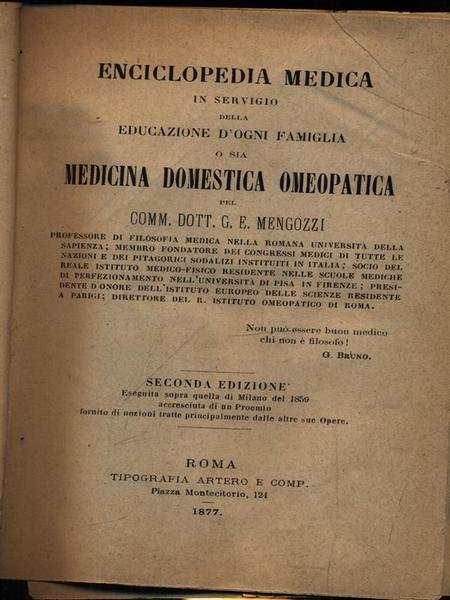 ENCICLOPEDIA MEDICA
IN SERVIGIO
DELLA
EDUCAZIONE D'OGNI FAMIGLIA
O SIA
MEDICINA DOMESTICA OMEOPATICA
PEL
COMM. DOTT. G. E. MENGOZZI
PROFESSORE DI FILOSOFIA MEDICA NELLA ROMANA UNIVERSITÀ DELLA
SAPIENZA; MEMBRO FONDATORE DEI CONGRESSI MEDICI DI TUTTE LE
NAZIONI E DEI PITAGORICI SODALIZI INSTITUITI IN ITALIA; SOCIO DEL
REALE ISTITUTO MEDICO-FISICO RESIDENTE NELLE SCUOLE MEDICHE
DI PERFEZIONAMENTO NELL'UNIVERSITÀ DI PISA IN FIRENZE; PRESI-
DENTE D'ONORE DELL'ISTITUTO EUROPEO DELLE SCIENZE RESIDENTE
A PARIGI; DIRETTORE DEL R. ISTITUTO OMEOPATICO DI ROMA.
Non può essere buon medico
chi non è filosofo!
G. BRUNO.
SECONDA EDIZIONE
Eseguita sopra quella di Milano del 1859
accresciuta di un Proemio
fornito di nozioni tratte principalmente dalle altre sue Opere.
ROMA
TIPOGRAFIA ARTERO E COMP.
Piazza Montecitorio, 124
1877.